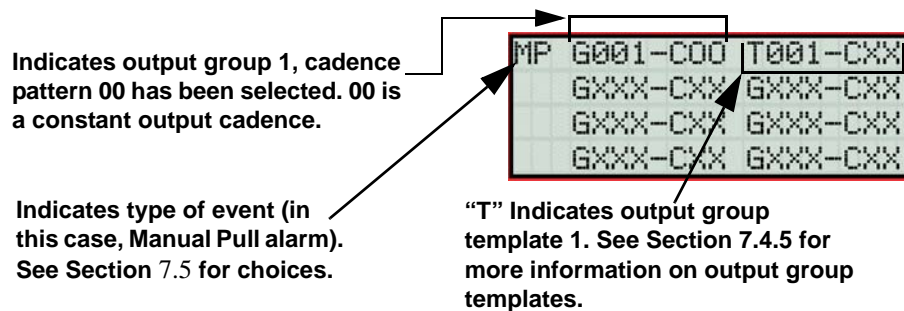 Indicates output group 1, cadence
pattern 00 has been selected. 00 is
a constant output cadence.
MP G001-C00 T001-CXX
GXXX-CXX GXXX-CXX
GXXX-CXX GXXX-CXX
GXXX-CXX GXXX-CXX
Indicates type of event (in
this case, Manual Pull alarm).
See Section 7.5 for choices.
“T” Indicates output group
template 1. See Section 7.4.5 for
more information on output group
templates.